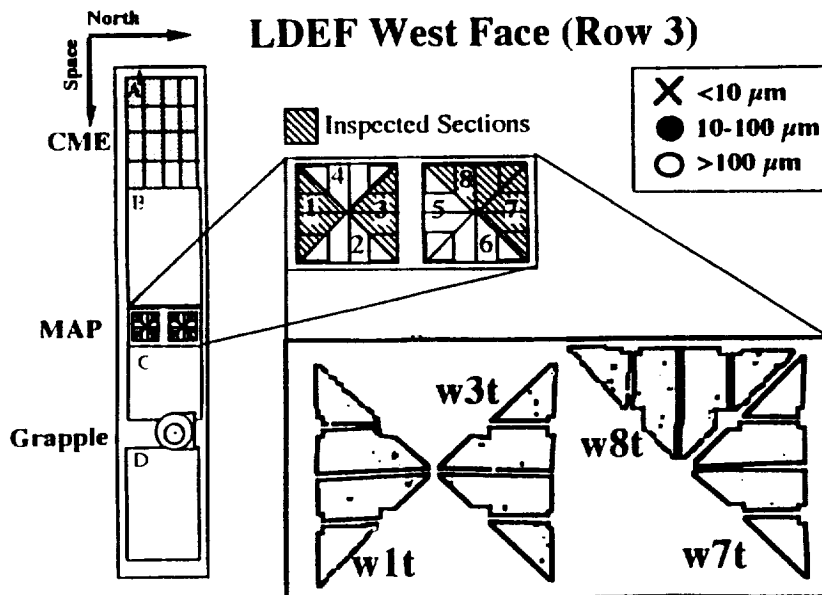 LDEF West Face (Row 3)
North
Space
<10 µm
10-100 µm
>100 µm
Inspected Sections
A
CME
B
4
8
1
3
5
7
2
6
MAP
C
Grapple
D
w3t
w8t
w1t
w7t